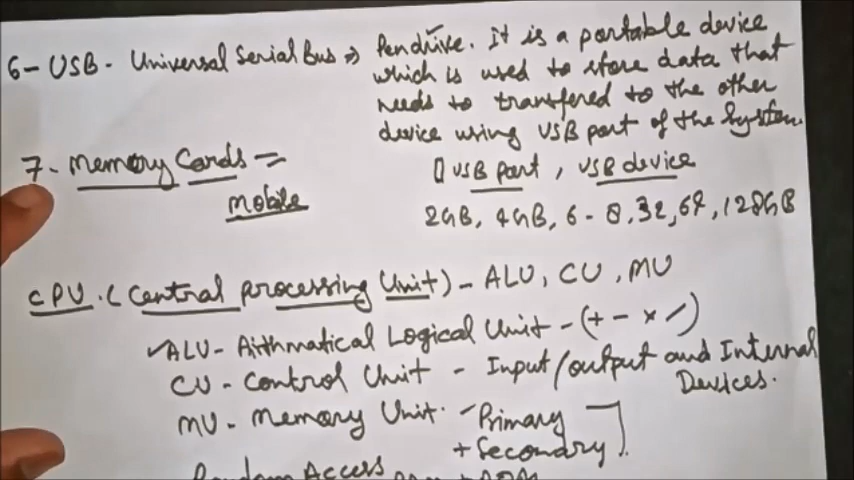 6 - USB - Universal Serial Bus => Pendrive. It is a portable device
which is used to store data that
needs to transfered to the other
device using USB port of the System.
7 - Memory Cards =
Mobile
USB port, USB device
2GB, 4GB, 6 - 8, 32, 64, 128GB
CPU. (Central processing Unit) - ALU, CU, MU
ALU - Aithmatical Logical Unit - (+ - × /)
CU - Control Unit - Input/output and Internal
Devices.
MU - Memory Unit. - Primary
+ Secondary
Random Access